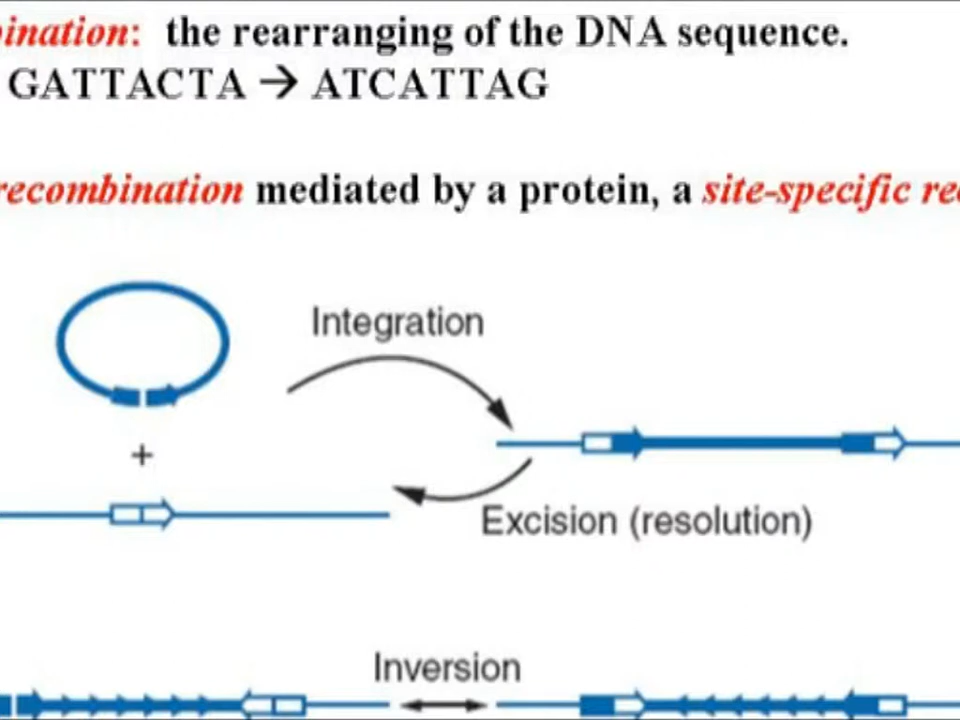 bination: the rearranging of the DNA sequence.
GATTACTA → ATCATTAG
recombination mediated by a protein, a site-specific rec
Integration
+
Excision (resolution)
Inversion